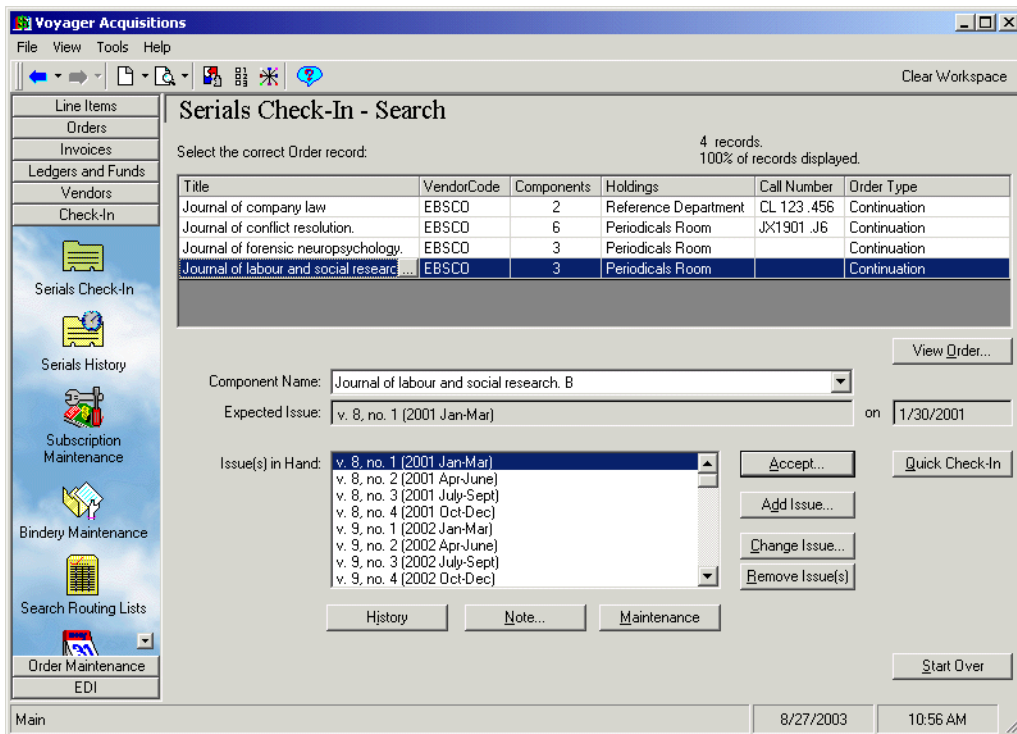 Voyager Acquisitions
File View Tools Help
Clear Workspace
Line Items
Orders
Invoices
Ledgers and Funds
Vendors
Check-In
Serials Check-In
Serials History
Subscription
Maintenance
Bindery Maintenance
Search Routing Lists
Order Maintenance
EDI
Serials Check-In - Search
Select the correct Order record:
4 records.
100% of records displayed.
Title VendorCode Components Holdings Call Number Order Type
Journal of company law EBSCO 2 Reference Department CL 123 .456 Continuation
Journal of conflict resolution. EBSCO 6 Periodicals Room JX1901 .J6 Continuation
Journal of forensic neuropsychology. EBSCO 3 Periodicals Room Continuation
Journal of labour and social researc ... EBSCO 3 Periodicals Room Continuation
View Order...
Component Name: Journal of labour and social research. B
Expected Issue: v. 8, no. 1 (2001 Jan-Mar) on 1/30/2001
Issue(s) in Hand:
v. 8, no. 1 (2001 Jan-Mar)
v. 8, no. 2 (2001 Apr-June)
v. 8, no. 3 (2001 July-Sept)
v. 8, no. 4 (2001 Oct-Dec)
v. 9, no. 1 (2002 Jan-Mar)
v. 9, no. 2 (2002 Apr-June)
v. 9, no. 3 (2002 July-Sept)
v. 9, no. 4 (2002 Oct-Dec)
Accept... Quick Check-In
Add Issue...
Change Issue...
Remove Issue(s)
History Note... Maintenance
Start Over
Main 8/27/2003 10:56 AM